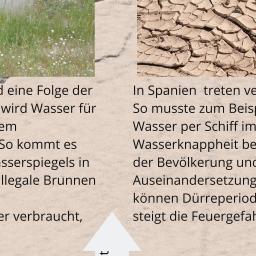 d eine Folge der
wird Wasser für
em
So kommt es
sserspiegels in
llegale Brunnen
er verbraucht,
In Spanien treten ve
So musste zum Beisp
Wasser per Schiff im
Wasserknappheit be
der Bevölkerung und
Auseinandersetzung
können Dürreperiod
steigt die Feuergefah
t